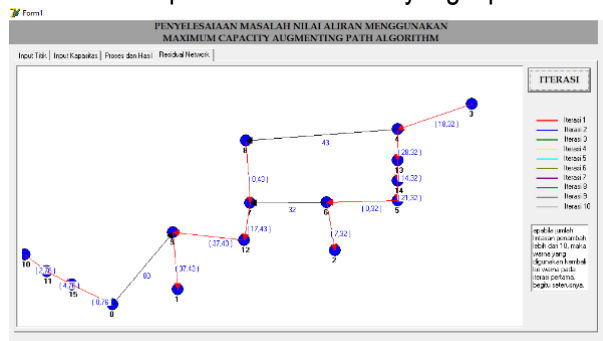 Form1
PENYELESAIAAN MASALAH NILAI ALIRAN MENGGUNAKAN
MAXIMUM CAPACITY AUGMENTING PATH ALGORITHM
Input Titik
Input Kapasitas
Proses dan Hasil
Residual Network
ITERASI
3
(18,32)
4
43
8
(28,32)
13
(14,32)
14
(21,32)
5
(0,43)
7
32
6
(0,32)
(17,43)
12
(7,32)
2
9
(37,43)
(37,43)
1
10
(2,76)
11
(4,76)
15
(0,76)
80
Iterasi 1
Iterasi 2
Iterasi 3
Iterasi 4
Iterasi 5
Iterasi 6
Iterasi 7
Iterasi 8
Iterasi 9
Iterasi 10
apabila jumlah
lintasan penambah
lebih dari 10, maka
warna yang
digunakan kembali
ke warna pada
iterasi pertama,
begitu seterusnya.